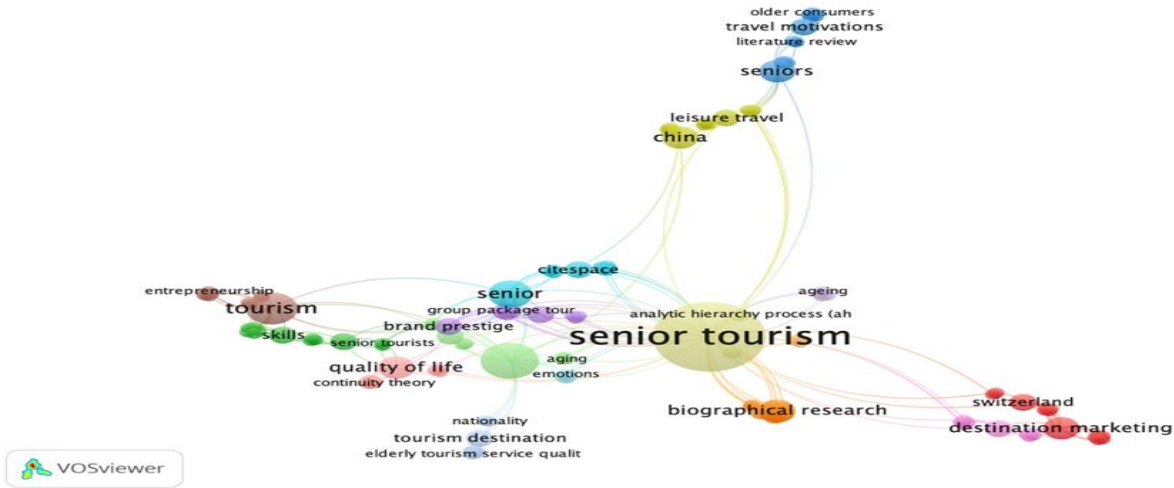 older consumers
travel motivations
literature review
seniors
leisure travel
china
citespace
entrepreneurship
senior
ageing
tourism
group package tour
analytic hierarchy process (ah
brand prestige
skills
senior tourism
senior tourists
aging
quality of life
emotions
continuity theory
switzerland
biographical research
nationality
destination marketing
tourism destination
elderly tourism service qualit
VOSviewer